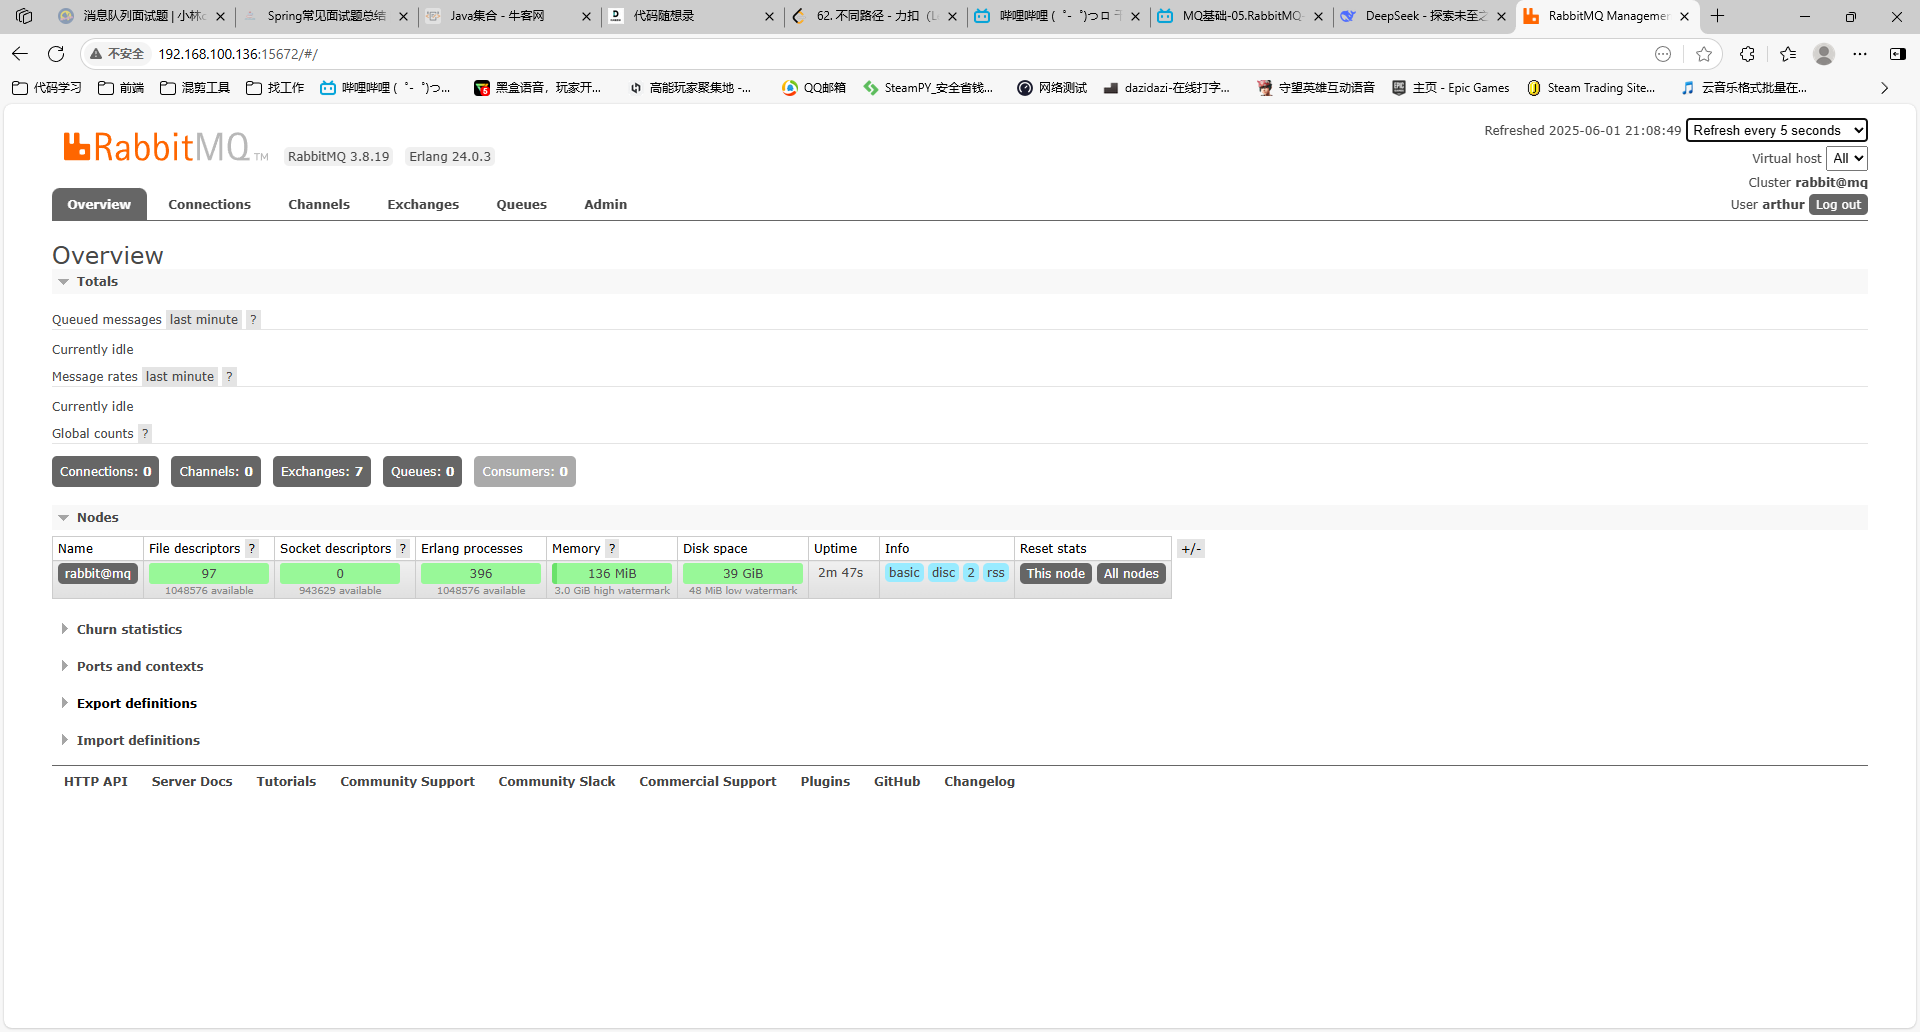 消息队列面试题 | 小林c
Spring常见面试题总结
Java集合 - 牛客网
代码随想录
62. 不同路径 - 力扣（L
哔哩哔哩 (゜-゜)つロ 干
MQ基础-05.RabbitMQ-
DeepSeek - 探索未至之
RabbitMQ Managemen
不安全
192.168.100.136:15672/#/
代码学习
前端
混剪工具
找工作
哔哩哔哩 (゜-゜)つ...
黑盒语音，玩家开...
高能玩家聚集地 -...
QQ邮箱
SteamPY_安全省钱...
网络测试
dazidazi-在线打字...
守望英雄互动语音
主页 - Epic Games
Steam Trading Site...
云音乐格式批量在...
Refreshed 2025-06-01 21:08:49 Refresh every 5 seconds
RabbitMQ TM RabbitMQ 3.8.19 Erlang 24.0.3
Virtual host All
Cluster rabbit@mq
User arthur Log out
Overview Connections Channels Exchanges Queues Admin
Overview
Totals
Queued messages last minute ?
Currently idle
Message rates last minute ?
Currently idle
Global counts ?
Connections: 0 Channels: 0 Exchanges: 7 Queues: 0 Consumers: 0
Nodes
Name File descriptors ? Socket descriptors ? Erlang processes Memory ? Disk space Uptime Info Reset stats +/-
rabbit@mq 97 0 396 136 MiB 39 GiB 2m 47s basic disc 2 rss This node All nodes
1048576 available 943629 available 1048576 available 3.0 GiB high watermark 48 MiB low watermark
Churn statistics
Ports and contexts
Export definitions
Import definitions
HTTP API Server Docs Tutorials Community Support Community Slack Commercial Support Plugins GitHub Changelog